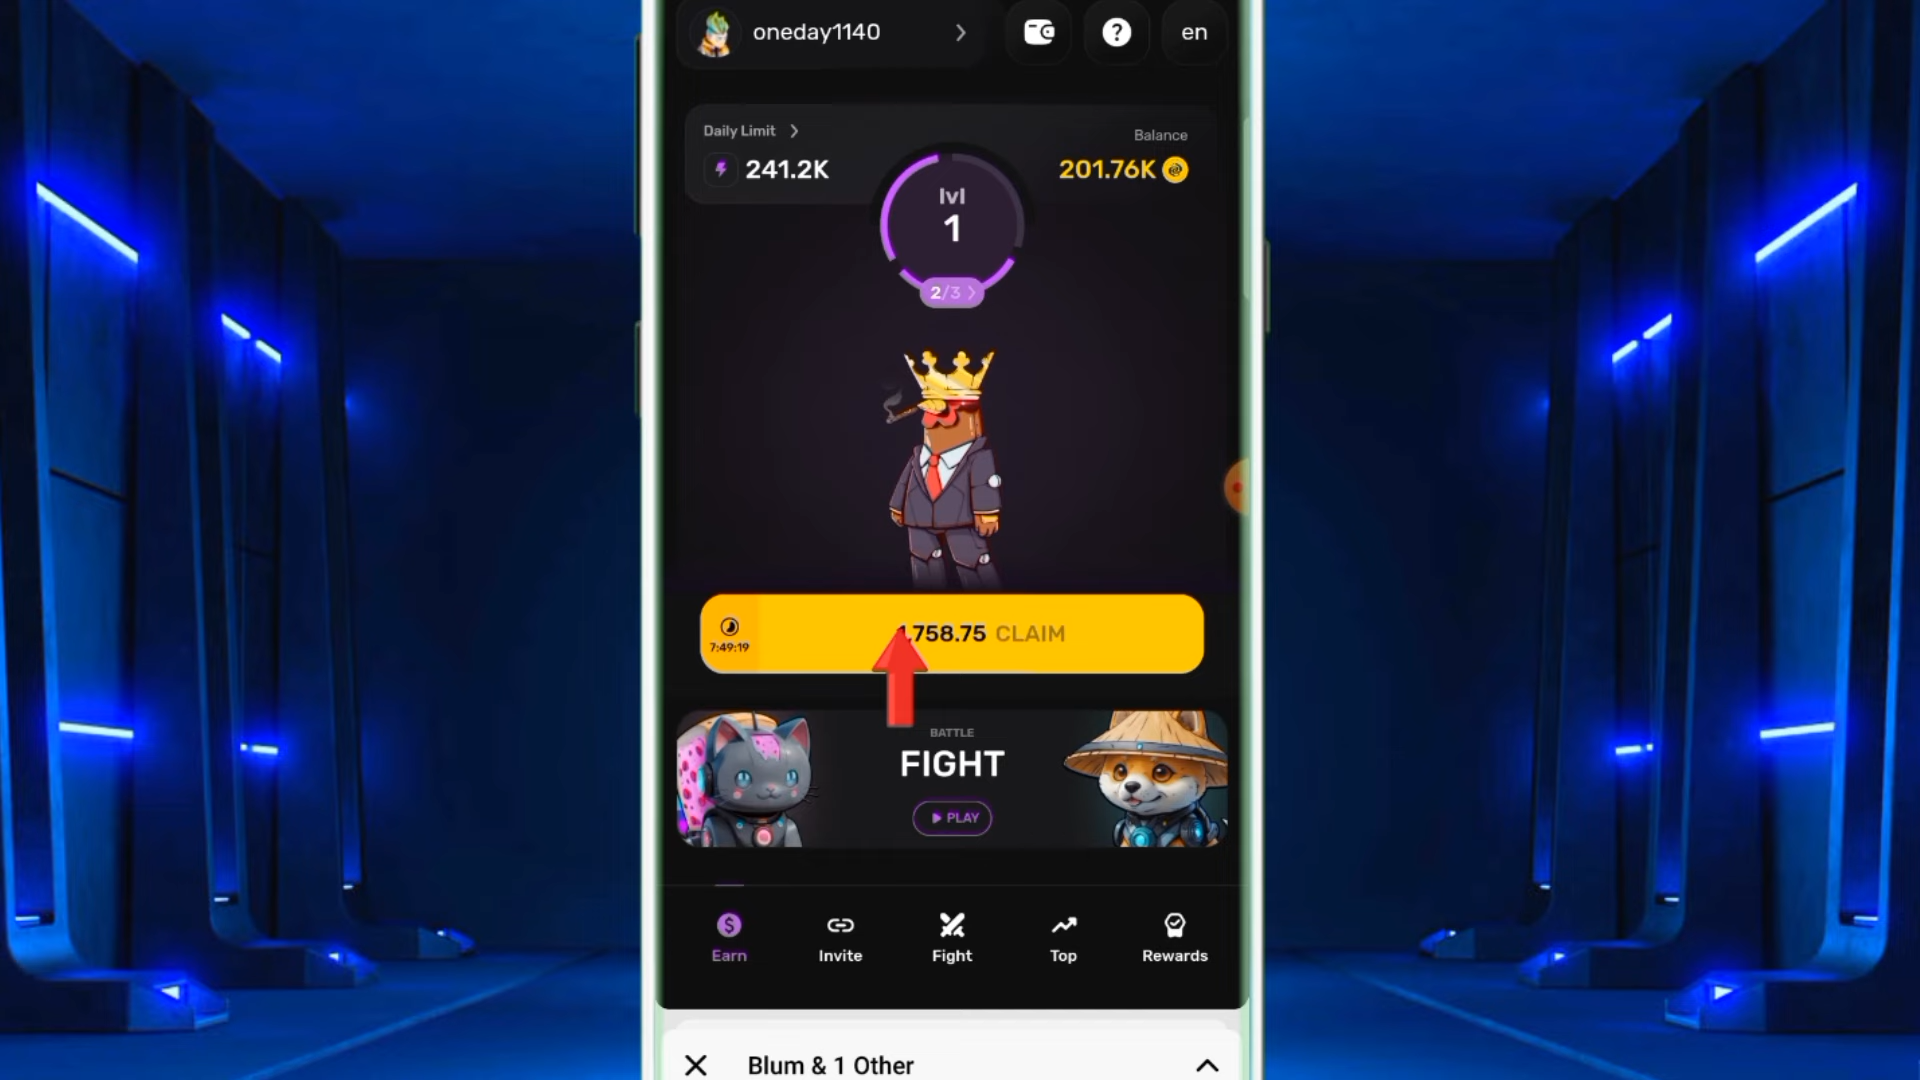 oneday1140
en
Daily Limit
Balance
241.2K
201.76K
lvl
1
2/3
758.75 CLAIM
7:49:19
BATTLE
FIGHT
PLAY
Earn
Invite
Fight
Top
Rewards
Blum & 1 Other